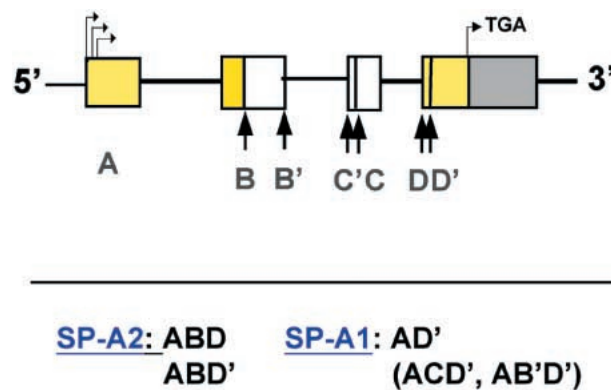 TGA
5’ 3’
A B B’ C’C DD’
SP-A2: ABD SP-A1: AD’
ABD’ (ACD’, AB’D’)